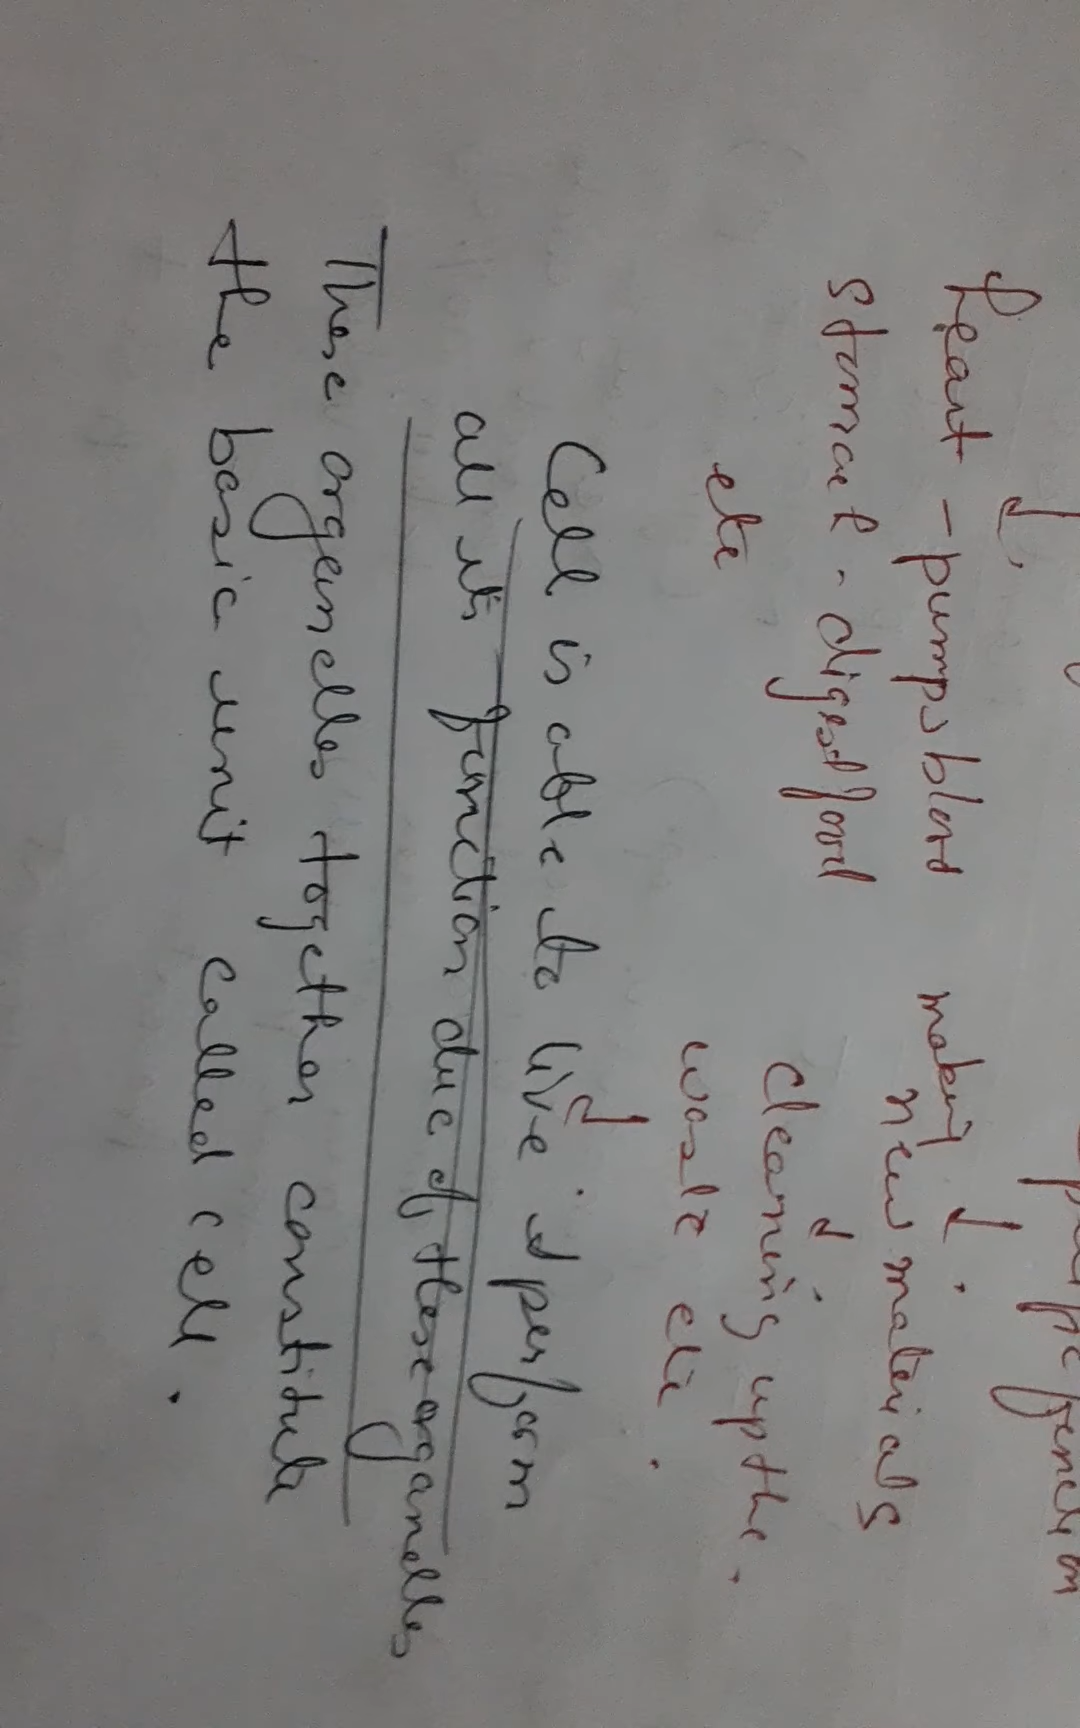 function
Heart - pumps blood
making new materials
stomach - digest food
cleaning up the
etc
waste etc.
Cell is able to live & perform
all its function due of these organelles
These organelles together constitute
the basic unit called cell.